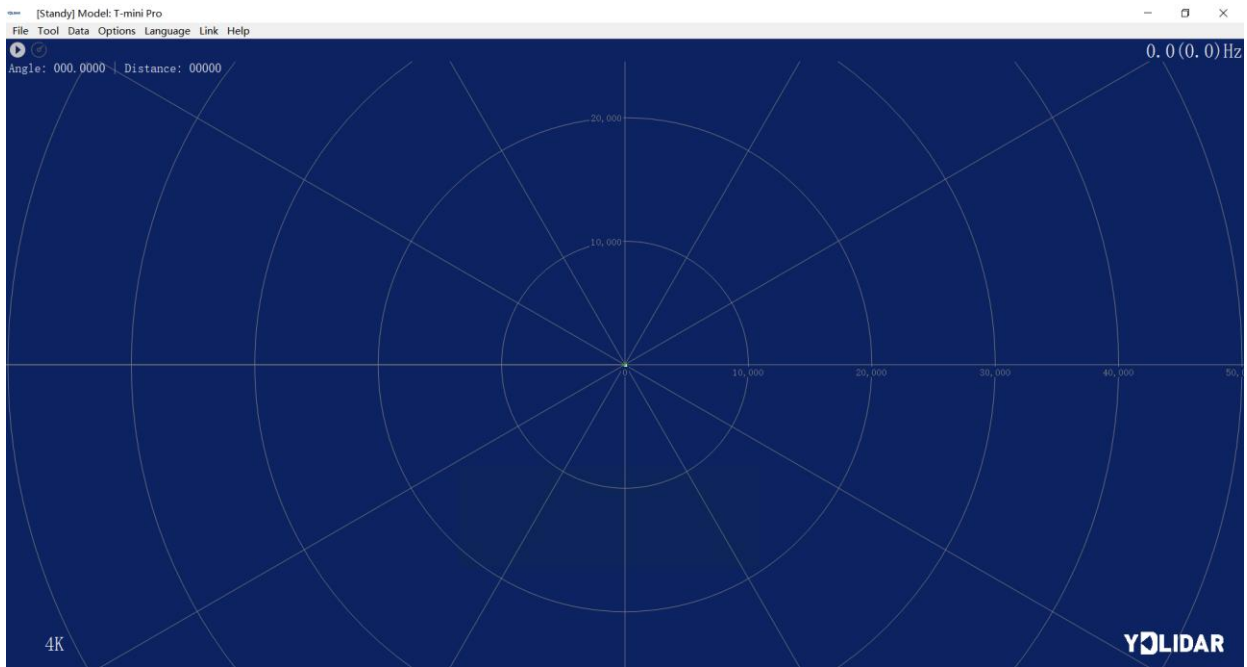 [Standy] Model: T-mini Pro
File Tool Data Options Language Link Help
0.0(0.0)Hz
Angle: 000.0000 | Distance: 00000
20,000
10,000
0 10,000 20,000 30,000 40,000 50,
4K
YDLIDAR